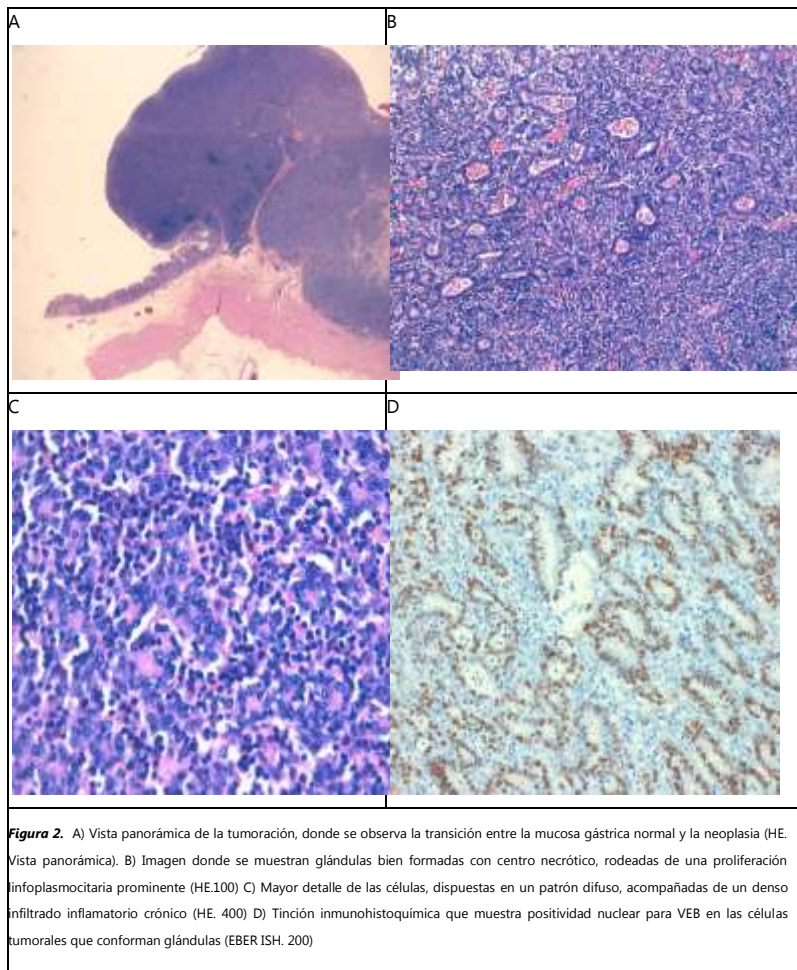 A
B
C
D
Figura 2. A) Vista panorámica de la tumoración, donde se observa la transición entre la mucosa gástrica normal y la neoplasia (HE.
Vista panorámica). B) Imagen donde se muestran glándulas bien formadas con centro necrótico, rodeadas de una proliferación
linfoplasmocitaria prominente (HE.100) C) Mayor detalle de las células, dispuestas en un patrón difuso, acompañadas de un denso
infiltrado inflamatorio crónico (HE. 400) D) Tinción inmunohistoquímica que muestra positividad nuclear para VEB en las células
tumorales que conforman glándulas (EBER ISH. 200)